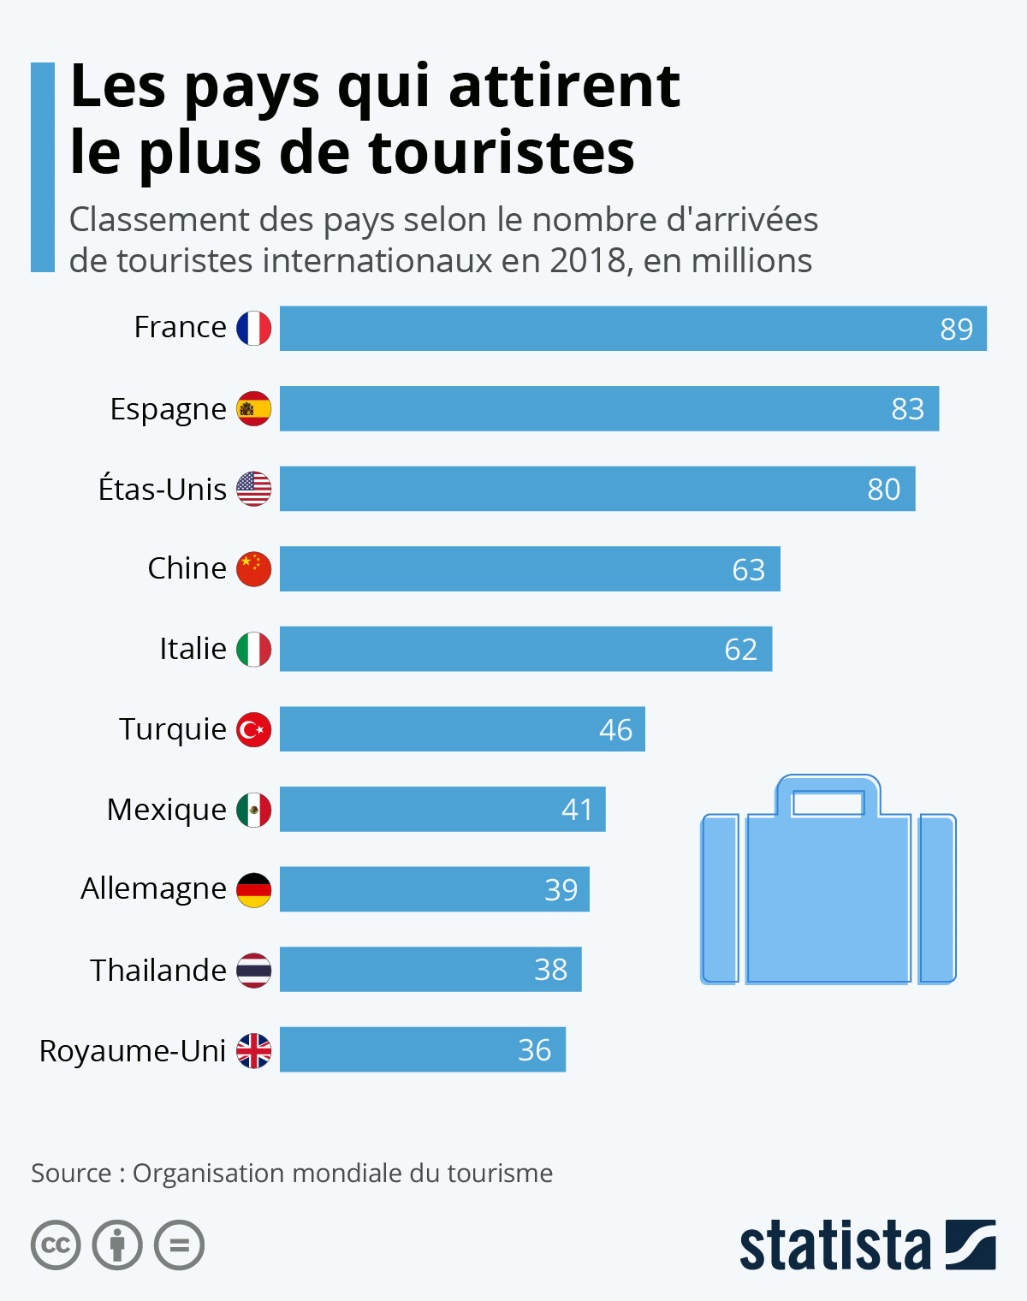 Les pays qui attirent
le plus de touristes
Classement des pays selon le nombre d'arrivées
de touristes internationaux en 2018, en millions
France 89
Espagne 83
Étas-Unis 80
Chine 63
Italie 62
Turquie 46
Mexique 41
Allemagne 39
Thailande 38
Royaume-Uni 36
Source : Organisation mondiale du tourisme
cc =
statista